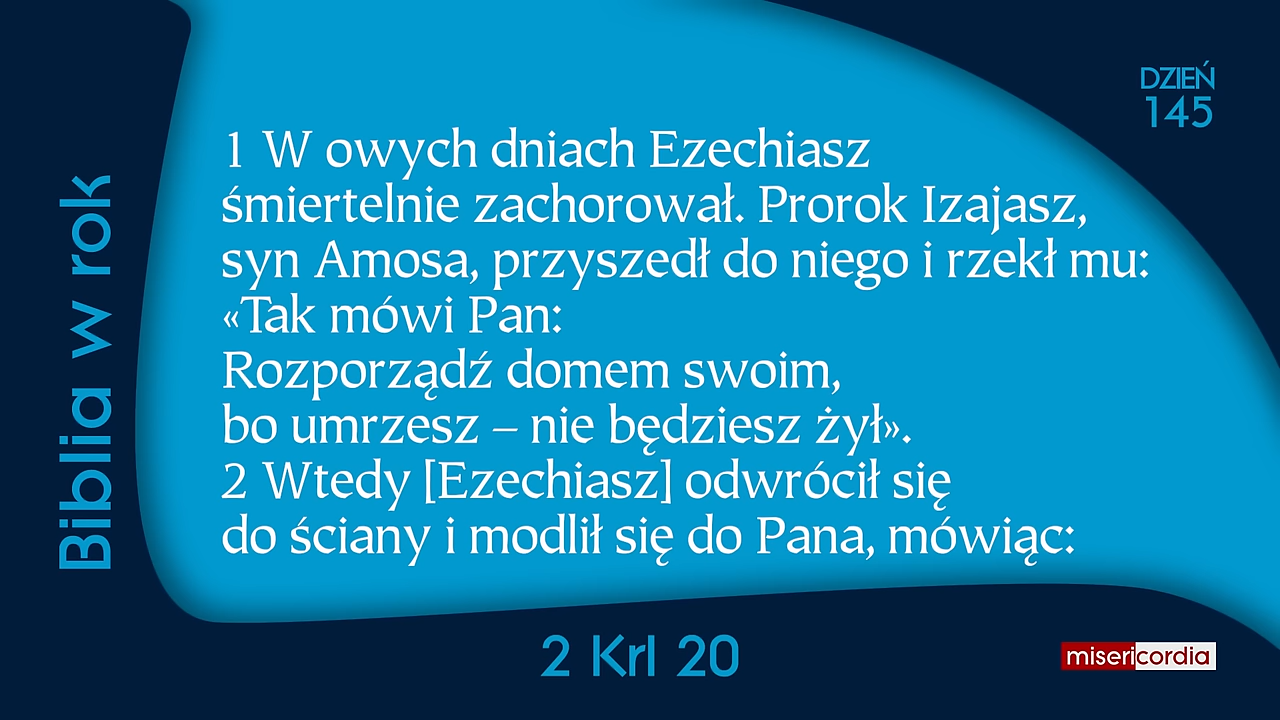 DZIEŃ
145
1 W owych dniach Ezechiasz
śmiertelnie zachorował. Prorok Izajasz,
syn Amosa, przyszedł do niego i rzekł mu:
«Tak mówi Pan:
Rozporządź domem swoim,
bo umrzesz – nie będziesz żył».
2 Wtedy [Ezechiasz] odwrócił się
do ściany i modlił się do Pana, mówiąc:
Biblia w rok
2 Krl 20
misericordia